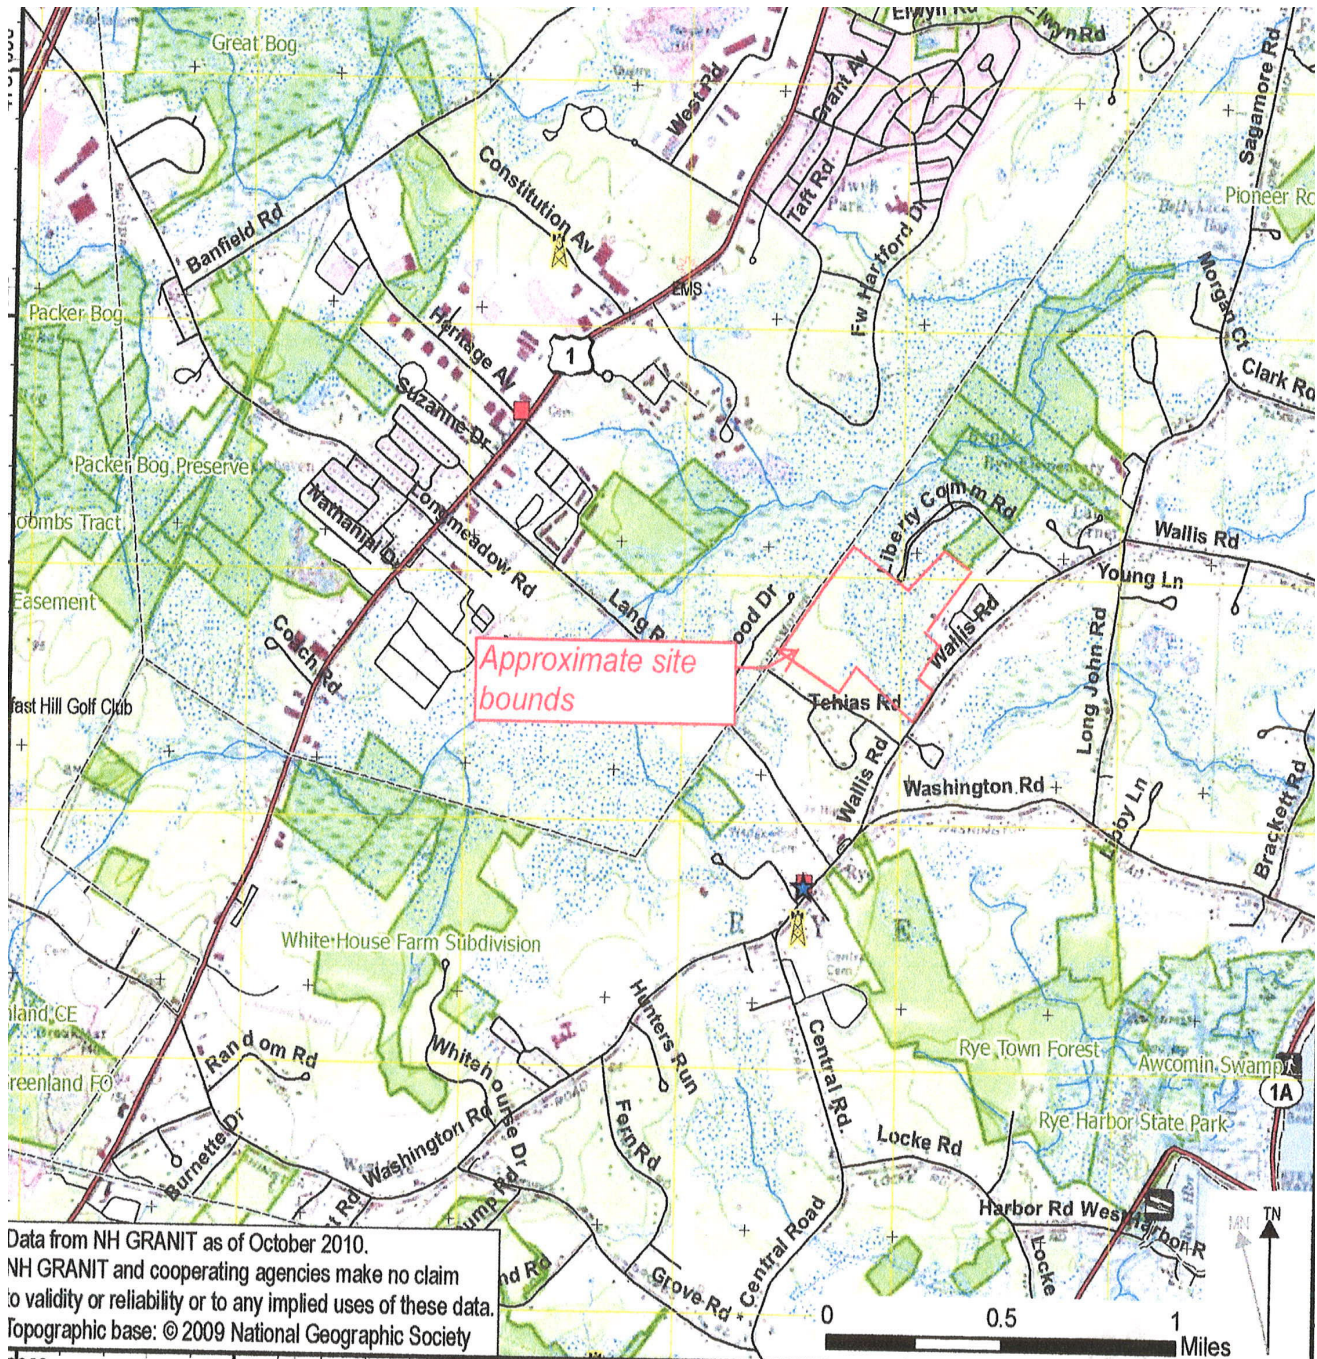 Great Bog
Elwyn Rd
Elwyn Rd
Sagamore Rd
West Rd
Grant Av
Constitution Av
Taft Rd
Pioneer
Banfield Rd
Fw Hartford Dr
Morgan Ct
EMS
Packer Bog
Heritage Av
1
Clark Rd
Suzanne Dr
Packer Bog Preserve
Longmeadow Rd
Nathanial Dr
Liberty Comm Rd
Tract
Wallis Rd
Young Ln
Easement
Lang
ood Dr
Wallis Rd
Long John Rd
Coach Rd
Approximate site
bounds
Golf Club
Tehias Rd
Wallis Rd
Washington Rd
Libby Ln
Brackett Rd
R Y E
White House Farm Subdivision
Hunters Run
CE
Random Rd
Whitehouse Dr
Central Rd.
Rye Town Forest
Awcomin Swamp
1A
Fern Rd
Rye Harbor State Park
Burnette Dr
Washington Rd
Locke Rd
Harbor Rd West
Harbor R
Locke
Grove Rd
Central Road
TN
MN
Data from NH GRANIT as of October 2010.
NH GRANIT and cooperating agencies make no claim
to validity or reliability or to any implied uses of these data.
Topographic base: © 2009 National Geographic Society
0 0.5 1
Miles